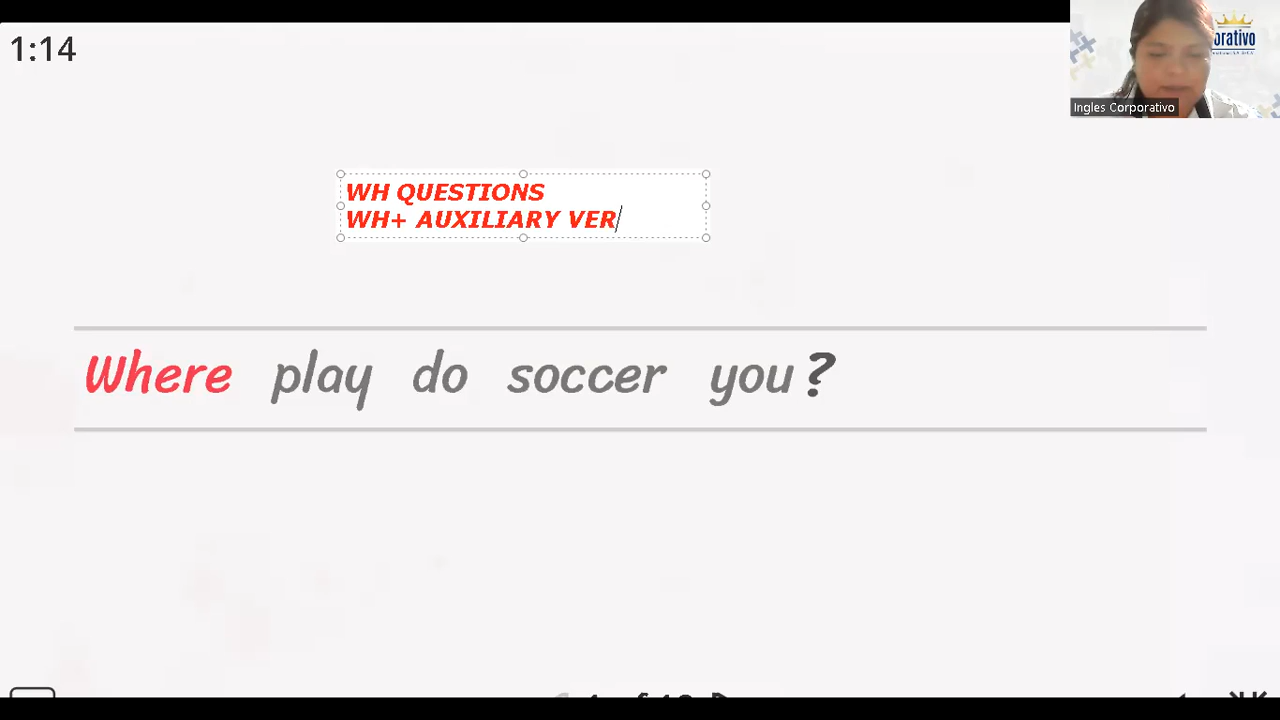 1:14
orativo
Ingles Corporativo
WH QUESTIONS
WH+ AUXILIARY VER
Where play do soccer you?